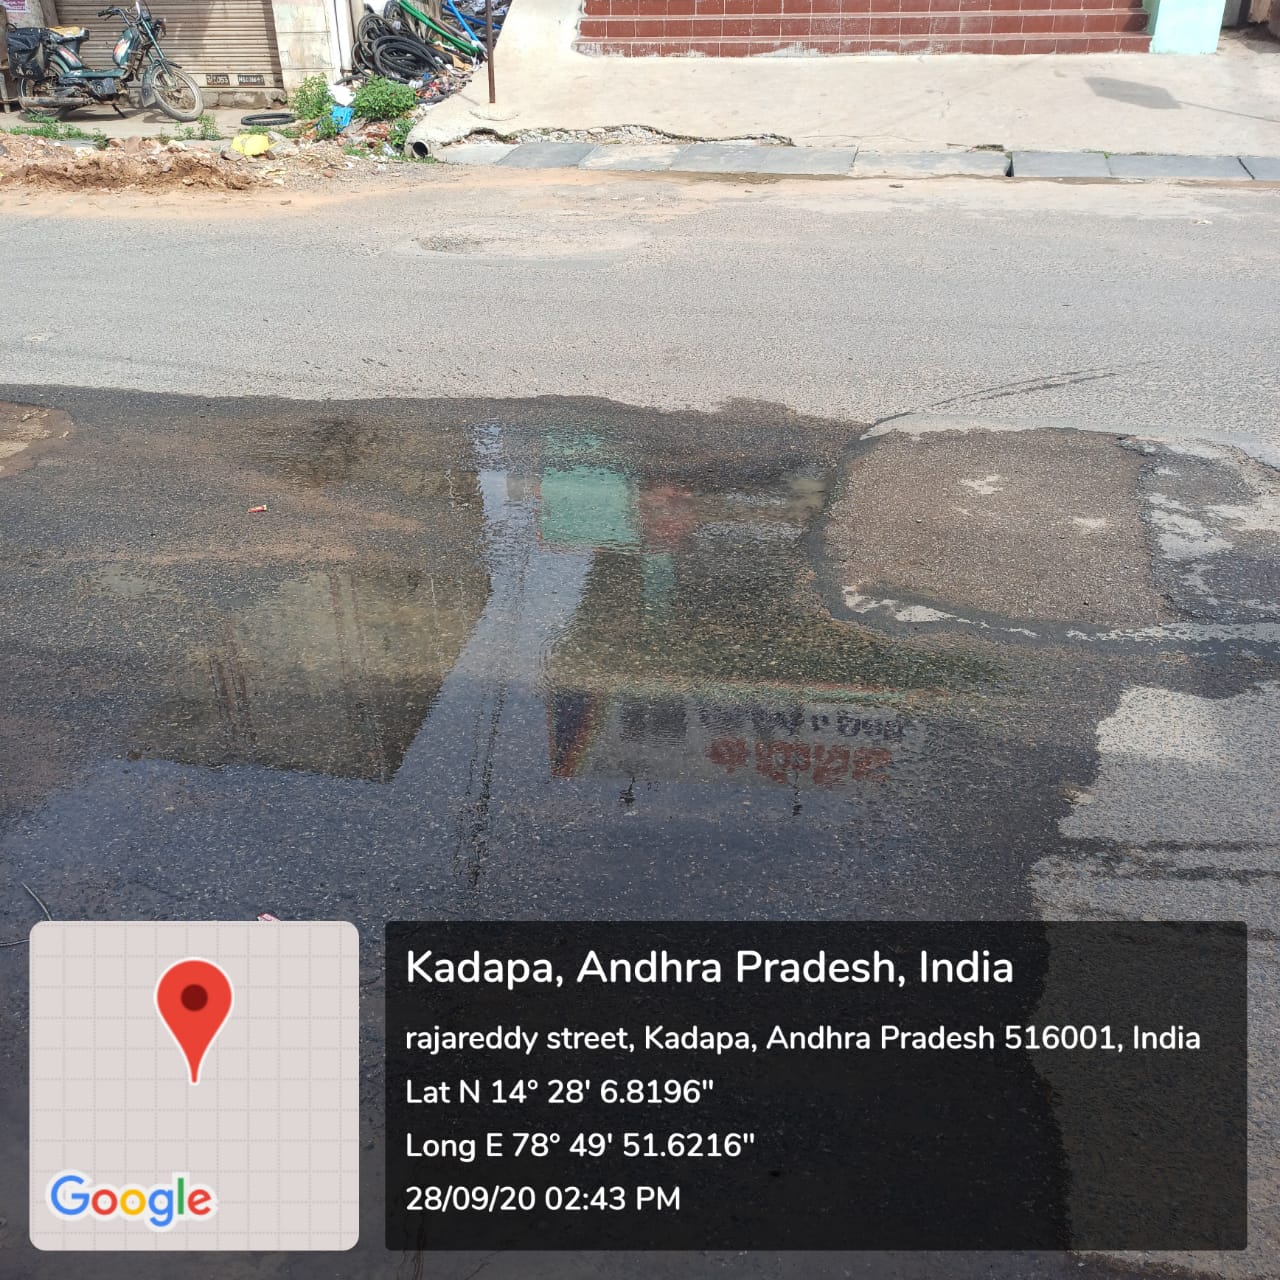 Kadapa, Andhra Pradesh, India
rajareddy street, Kadapa, Andhra Pradesh 516001, India
Lat N 14° 28' 6.8196"
Long E 78° 49' 51.6216"
28/09/20 02:43 PM
Google